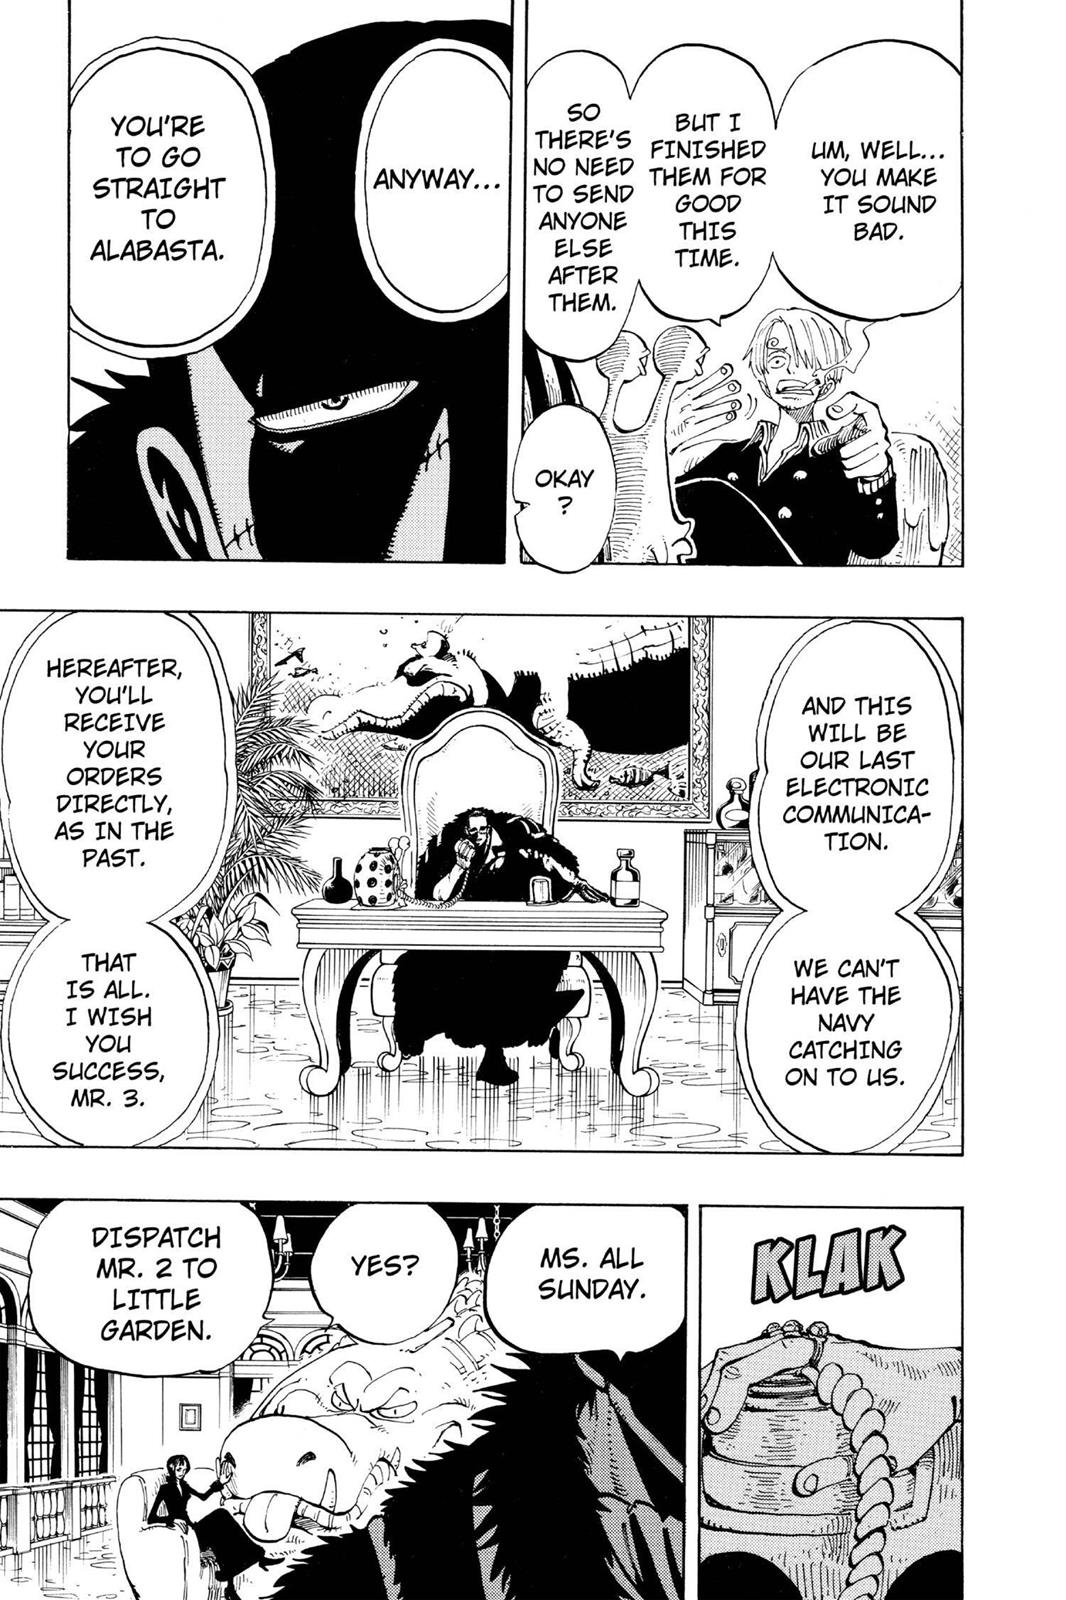 UM, WELL...
YOU MAKE
IT SOUND
BAD.
BUT I
FINISHED
THEM FOR
GOOD
THIS
TIME.
SO
THERE'S
NO NEED
TO SEND
ANYONE
ELSE
AFTER
THEM.
OKAY
?
ANYWAY...
YOU'RE
TO GO
STRAIGHT
TO
ALABASTA.
AND THIS
WILL BE
OUR LAST
ELECTRONIC
COMMUNICA-
TION.
WE CAN'T
HAVE THE
NAVY
CATCHING
ON TO US.
HEREAFTER,
YOU'LL
RECEIVE
YOUR
ORDERS
DIRECTLY,
AS IN THE
PAST.
THAT
IS ALL.
I WISH
YOU
SUCCESS,
MR. 3.
KLAK
MS. ALL
SUNDAY.
YES?
DISPATCH
MR. 2 TO
LITTLE
GARDEN.